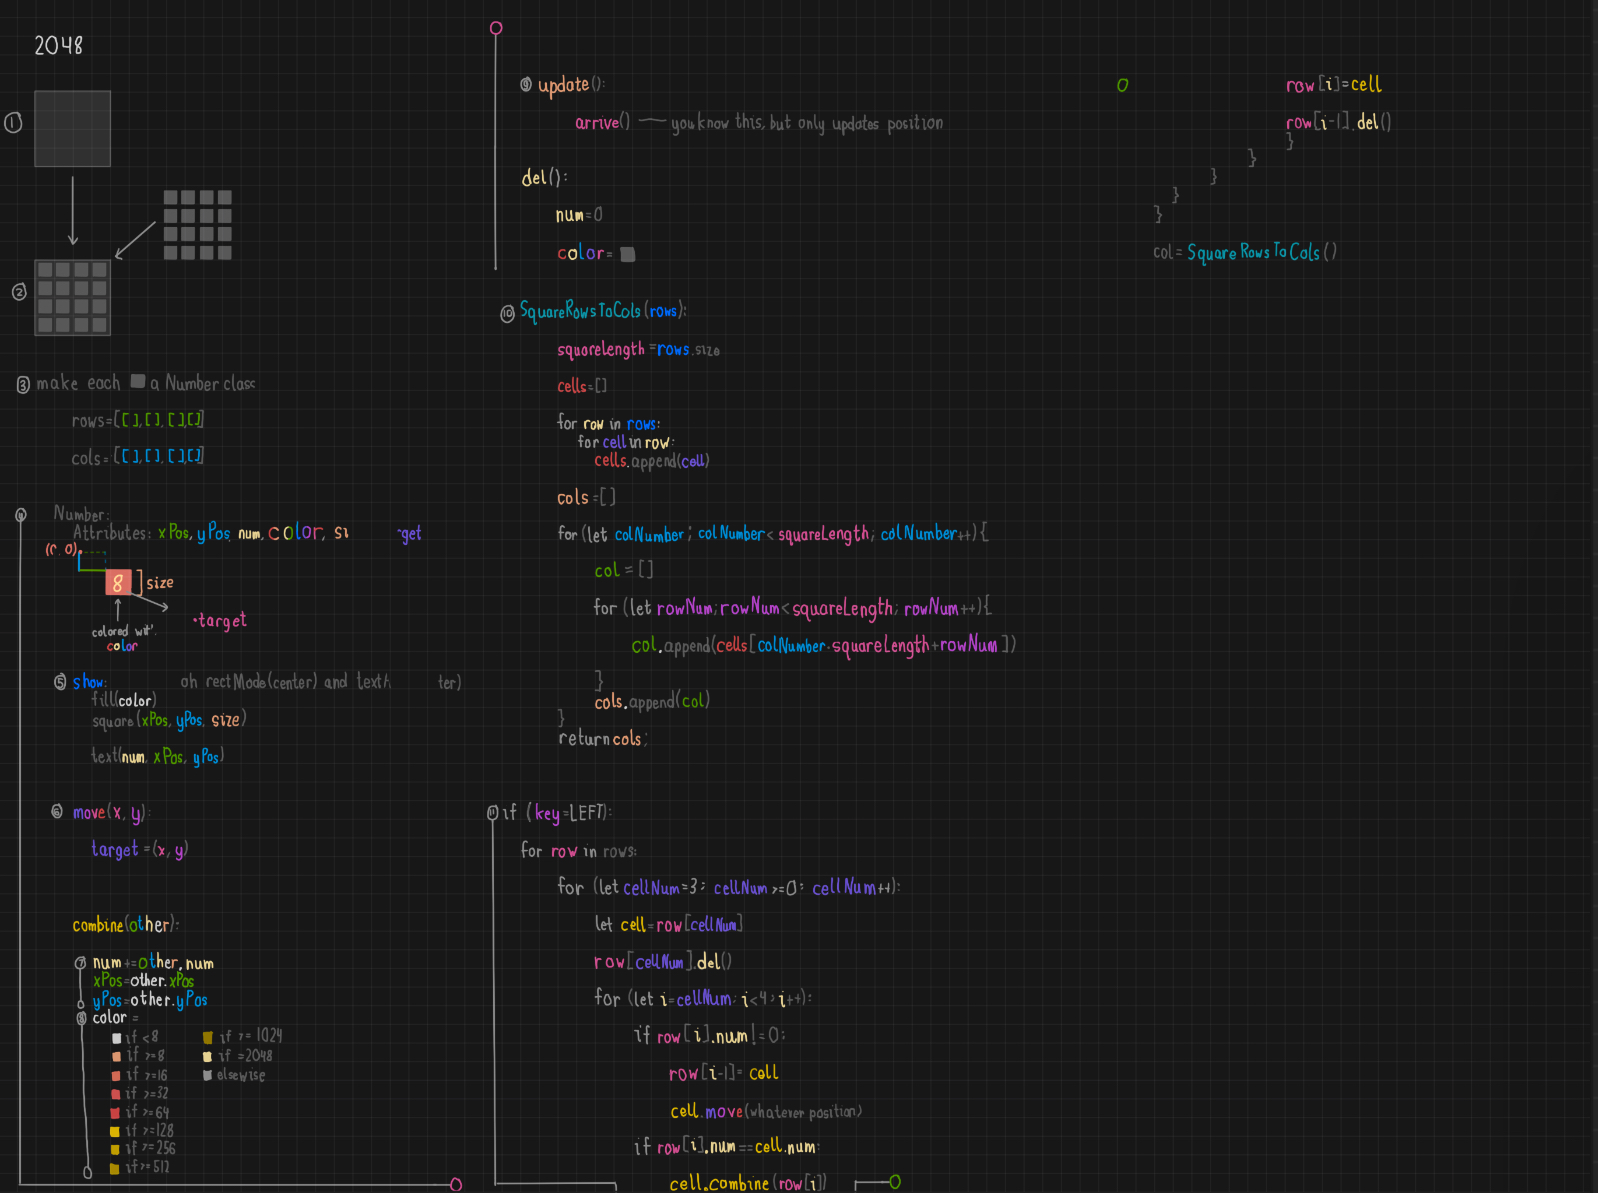 2048
①
②
③ make each a Number class
rows=[[],[],[],[]]
cols=[[],[],[],[]]
④ Number:
Attributes: xPos, yPos, num, color,
get
8 ]size
•target
colored
color
⑤ show:
oh rectMode(center) and
ter)
fill(color)
square(xPos, yPos, size)
text(num, xPos, yPos)
⑥ move(x, y):
target=(x, y)
combine(other):
⑦ num+=other.num
xPos=other.xPos
yPos=other.yPos
⑧ color =
if <8
if >=8
if >=16
if >=32
if >=64
if >=128
if >=256
if >=512
if >= 1024
if =2048
elsewise
⑨ update():
arrive() — you know this, but only updates position
del():
num=0
color=
⑩ SquareRowsToCols(rows):
squareLength=rows.size
cells=[]
for row in rows:
for cell in row:
cells.append(cell)
cols=[]
for(let colNumber; colNumber<squareLength; colNumber++){
col = []
for (let rowNum;rowNum<squareLength; rowNum++){
col.append(cells[colNumber·squareLength+rowNum])
}
cols.append(col)
}
return cols;
⑪ if (key=LEFT):
for row in rows:
for (let cellNum=3; cellNum>=0; cellNum++):
let cell=row[cellNum]
row[cellNum].del()
for (let i=cellNum; i<4; i++):
if row[i].num!=0:
row[i-1]=cell
cell.move(whatever position)
if row[i].num==cell.num:
cell.combine(row[i])
row[i]=cell
row[i-1].del()
}
}
}
}
}
col=SquareRowsToCols()